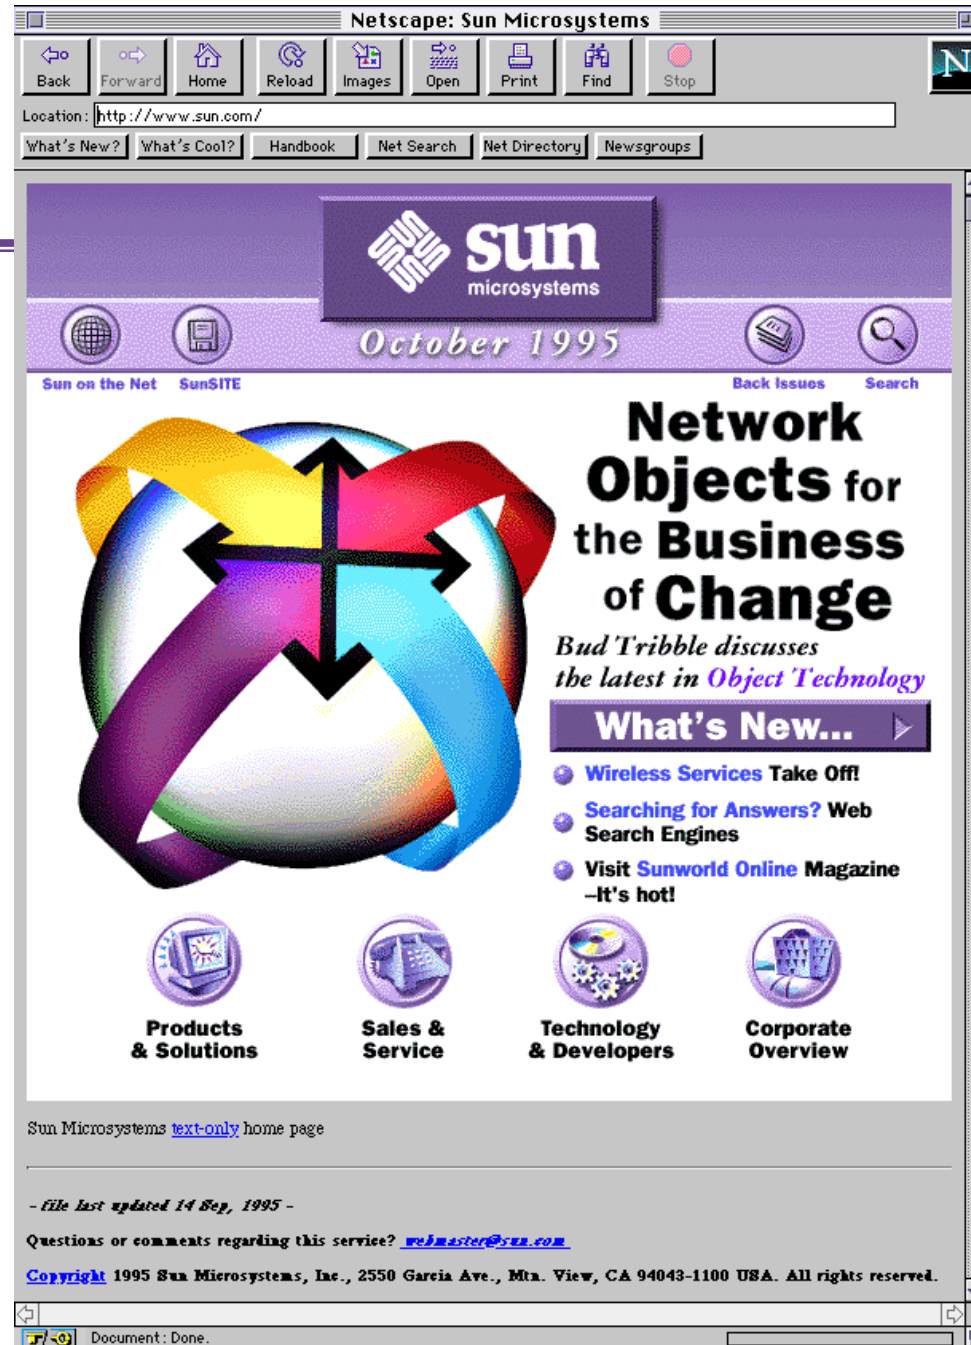 Netscape: Sun Microsystems
Back Forward Home Reload Images Open Print Find Stop
N
Location: http://www.sun.com/
What's New? What's Cool? Handbook Net Search Net Directory Newsgroups
sun
microsystems
October 1995
Sun on the Net SunSITE Back Issues Search
Network
Objects for
the Business
of Change
Bud Tribble discusses
the latest in Object Technology
What's New...
Wireless Services Take Off!
Searching for Answers? Web
Search Engines
Visit Sunworld Online Magazine
–It's hot!
Products
& Solutions
Sales &
Service
Technology
& Developers
Corporate
Overview
Sun Microsystems text-only home page
- file last updated 14 Sep, 1995 -
Questions or comments regarding this service? webmaster@sun.com
Copyright 1995 Sun Microsystems, Inc., 2550 Garcia Ave., Mtn. View, CA 94043-1100 USA. All rights reserved.
Document: Done.